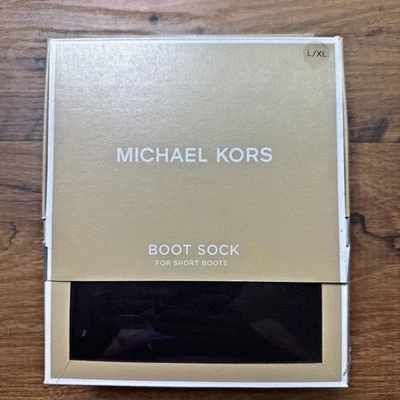 L/XL
MICHAEL KORS
BOOT SOCK
FOR SHORT BOOTS